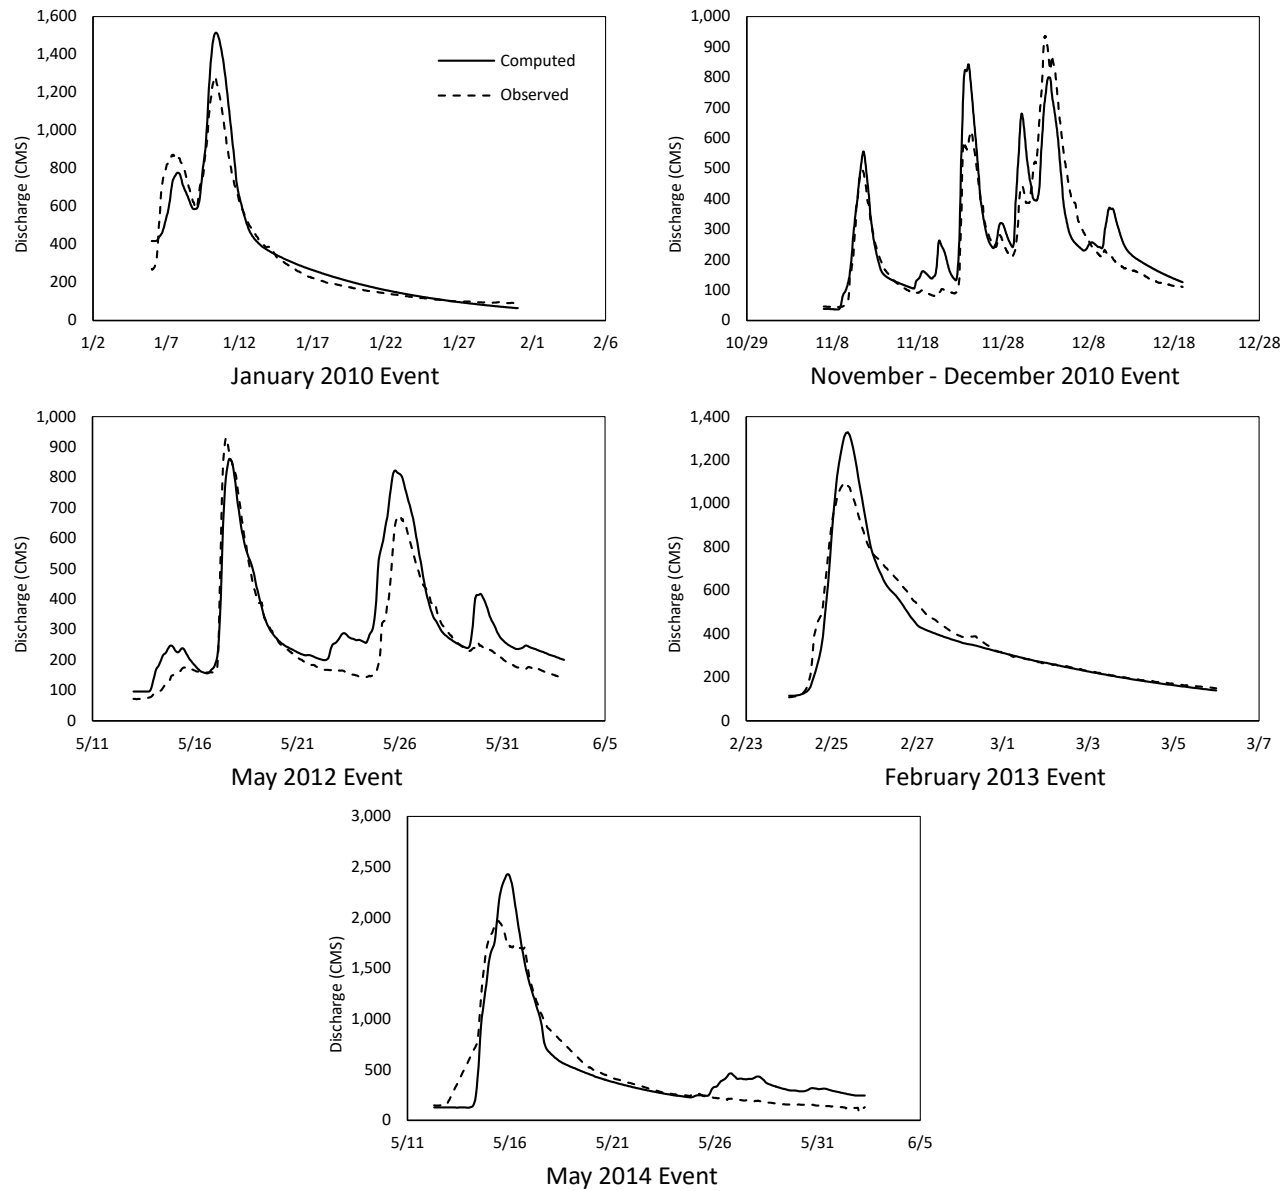 1,600
1,400
1,200
1,000
800
600
400
200
0
Discharge (CMS)
Computed
Observed
1/2 1/7 1/12 1/17 1/22 1/27 2/1 2/6
January 2010 Event
1,000
900
800
700
600
500
400
300
200
100
0
Discharge (CMS)
10/29 11/8 11/18 11/28 12/8 12/18 12/28
November - December 2010 Event
1,000
900
800
700
600
500
400
300
200
100
0
Discharge (CMS)
5/11 5/16 5/21 5/26 5/31 6/5
May 2012 Event
1,400
1,200
1,000
800
600
400
200
0
Discharge (CMS)
2/23 2/25 2/27 3/1 3/3 3/5 3/7
February 2013 Event
3,000
2,500
2,000
1,500
1,000
500
0
Discharge (CMS)
5/11 5/16 5/21 5/26 5/31 6/5
May 2014 Event